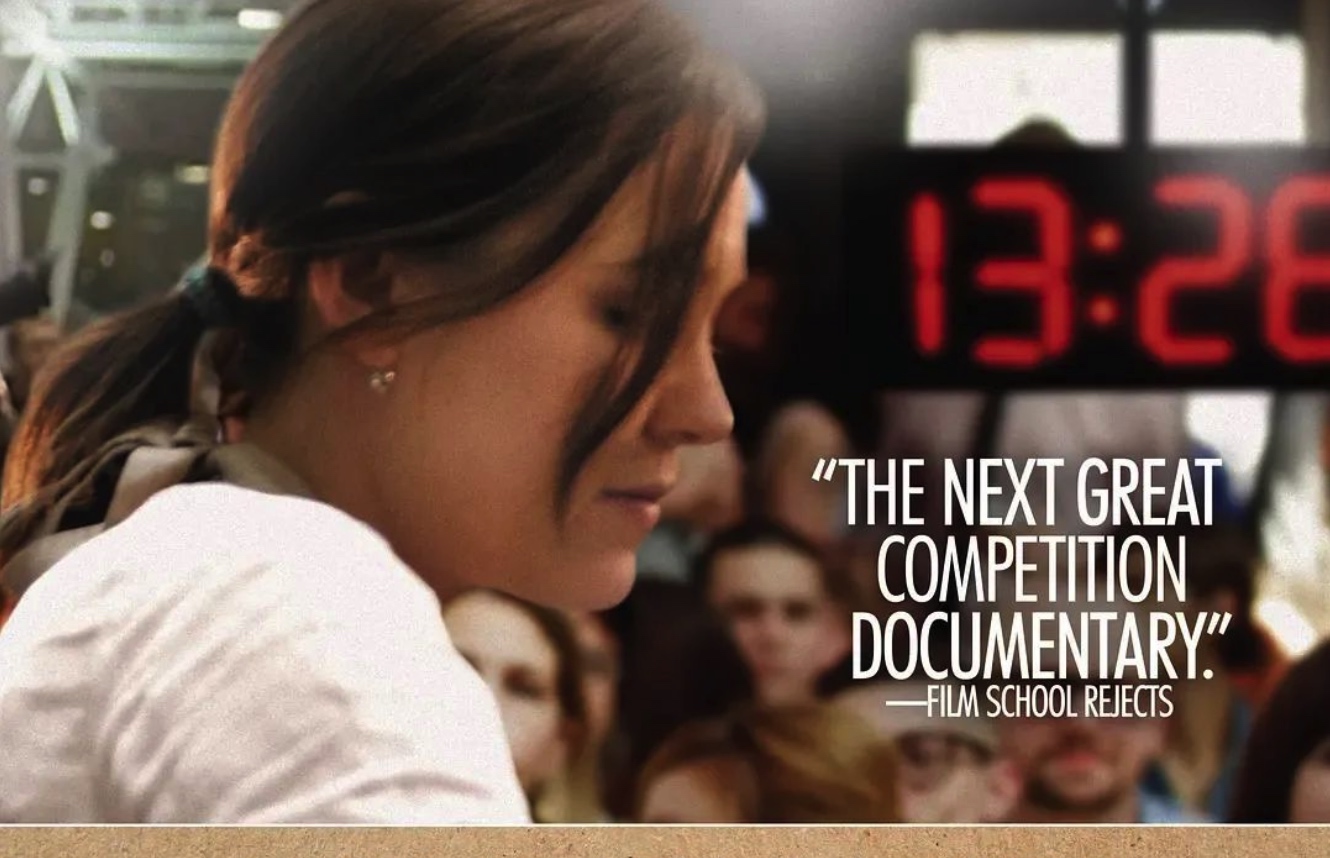 13:28
“THE NEXT GREAT
COMPETITION
DOCUMENTARY.”
—FILM SCHOOL REJECTS